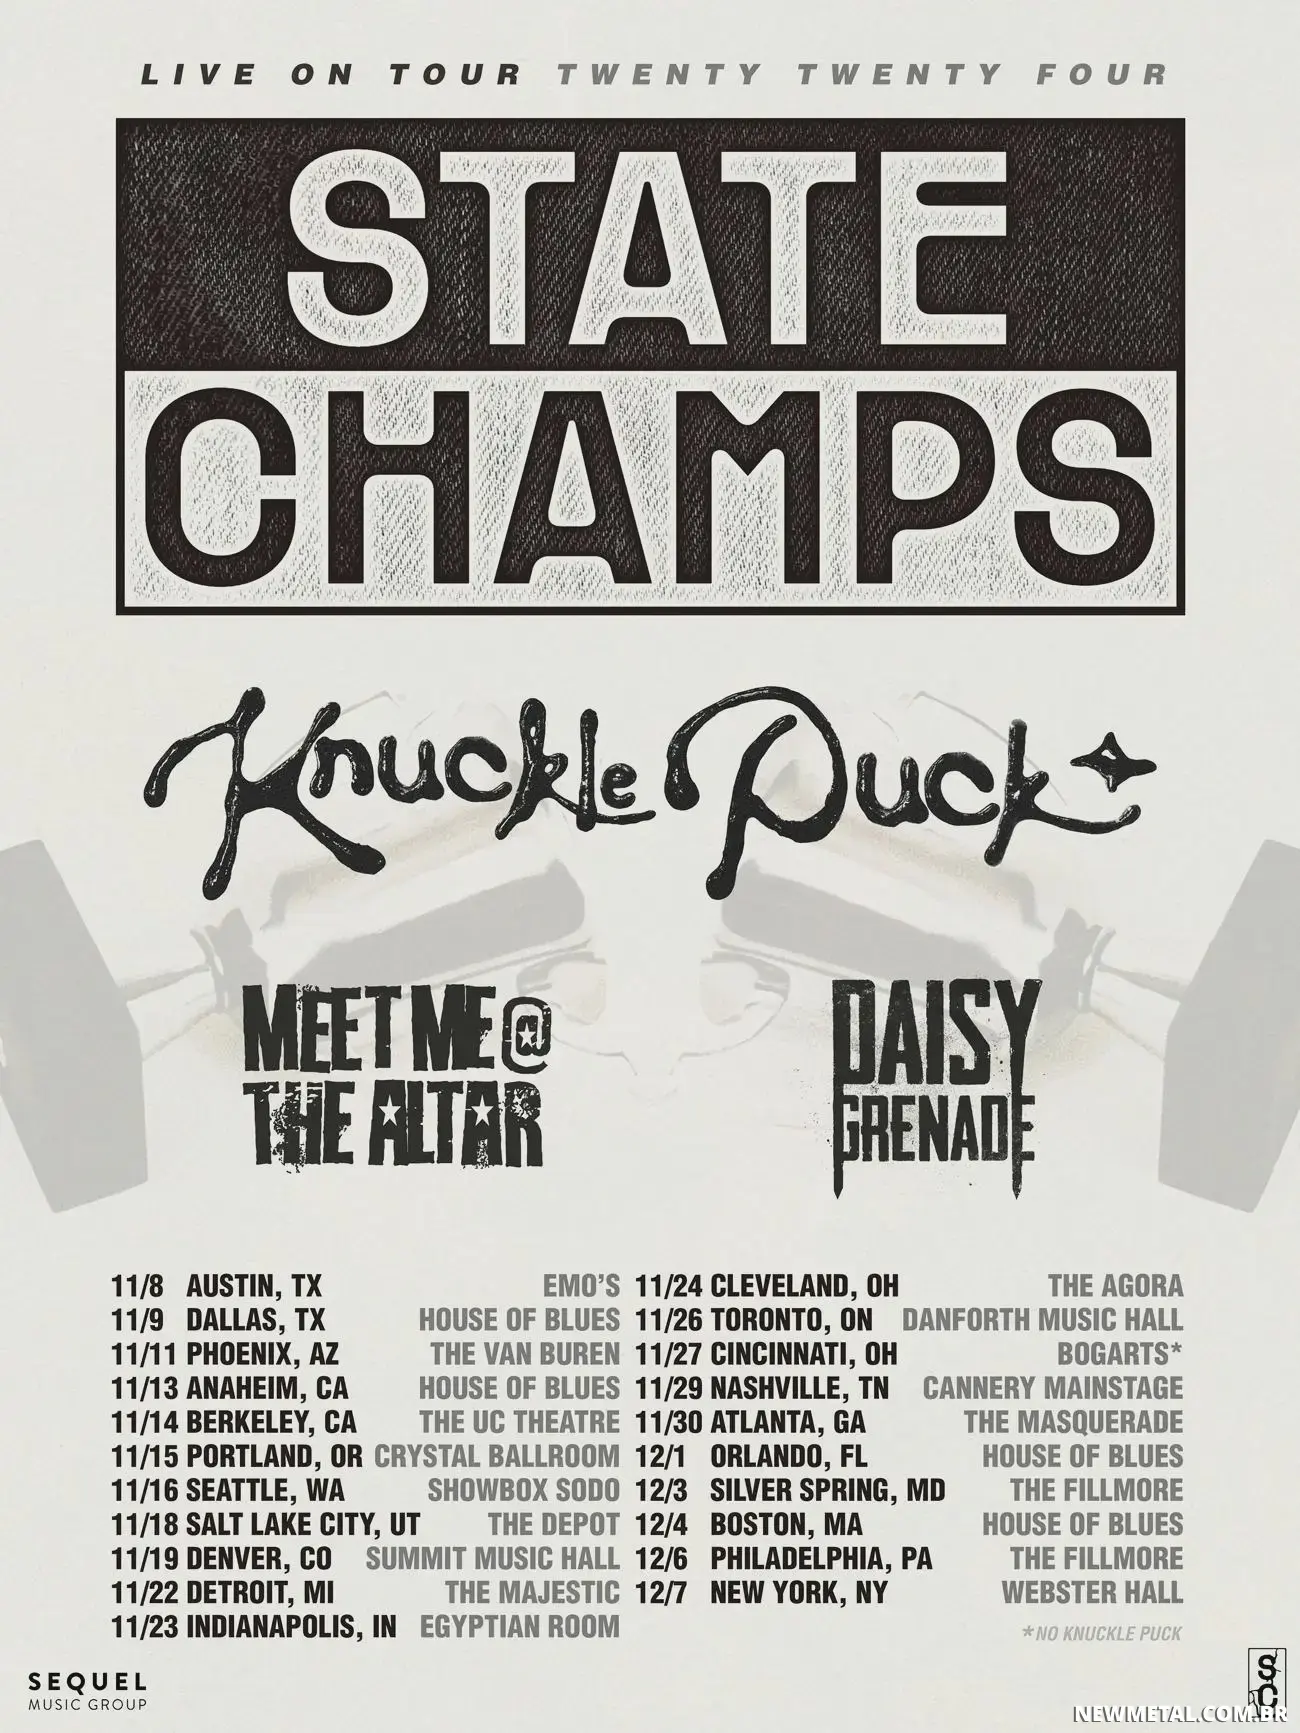 LIVE ON TOUR TWENTY TWENTY FOUR
STATE
CHAMPS
Knuckle Puck
MEET ME @
THE ALTAR
DAISY
GRENADE
11/8 AUSTIN, TX EMO'S
11/9 DALLAS, TX HOUSE OF BLUES
11/11 PHOENIX, AZ THE VAN BUREN
11/13 ANAHEIM, CA HOUSE OF BLUES
11/14 BERKELEY, CA THE UC THEATRE
11/15 PORTLAND, OR CRYSTAL BALLROOM
11/16 SEATTLE, WA SHOWBOX SODO
11/18 SALT LAKE CITY, UT THE DEPOT
11/19 DENVER, CO SUMMIT MUSIC HALL
11/22 DETROIT, MI THE MAJESTIC
11/23 INDIANAPOLIS, IN EGYPTIAN ROOM
11/24 CLEVELAND, OH THE AGORA
11/26 TORONTO, ON DANFORTH MUSIC HALL
11/27 CINCINNATI, OH BOGARTS*
11/29 NASHVILLE, TN CANNERY MAINSTAGE
11/30 ATLANTA, GA THE MASQUERADE
12/1 ORLANDO, FL HOUSE OF BLUES
12/3 SILVER SPRING, MD THE FILLMORE
12/4 BOSTON, MA HOUSE OF BLUES
12/6 PHILADELPHIA, PA THE FILLMORE
12/7 NEW YORK, NY WEBSTER HALL
*NO KNUCKLE PUCK
SEQUEL
MUSIC GROUP
S
C
NEWMETAL.COM.BR